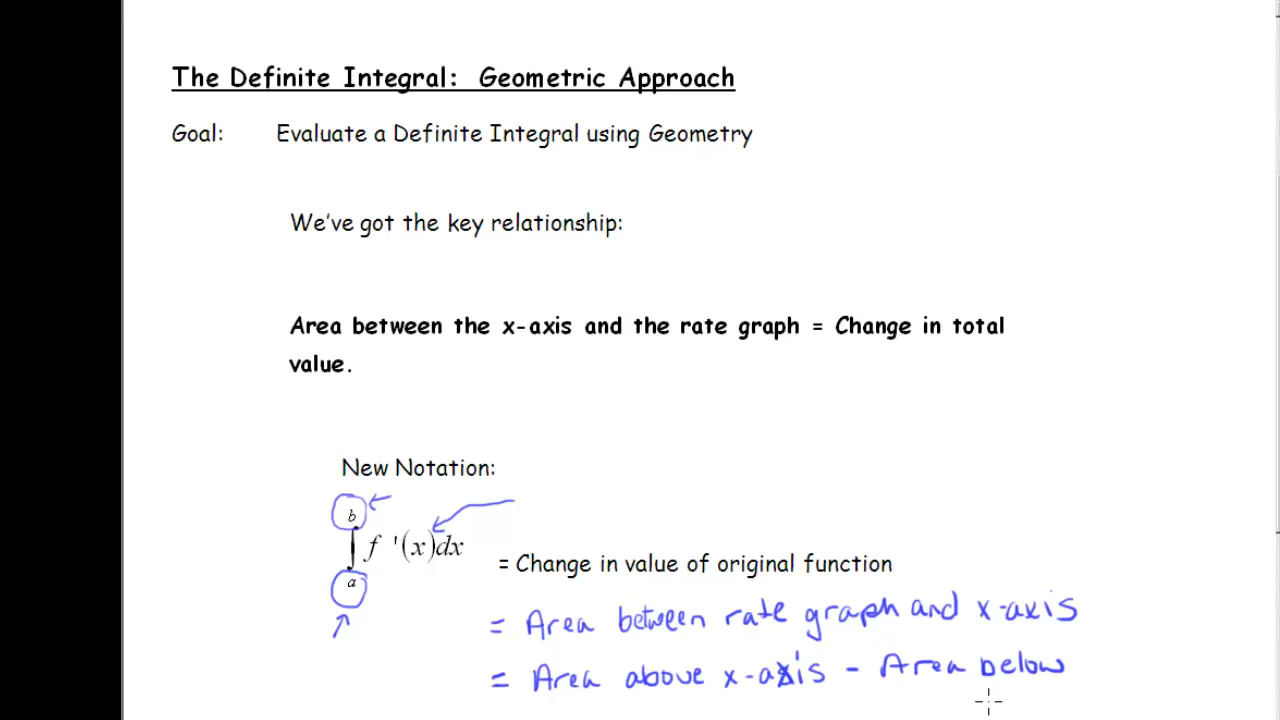 The Definite Integral: Geometric Approach
Goal: Evaluate a Definite Integral using Geometry
We've got the key relationship:
Area between the x-axis and the rate graph = Change in total
value.
New Notation:
b
∫ f '(x)dx
a
= Change in value of original function
= Area between rate graph and x-axis
= Area above x-axis - Area below